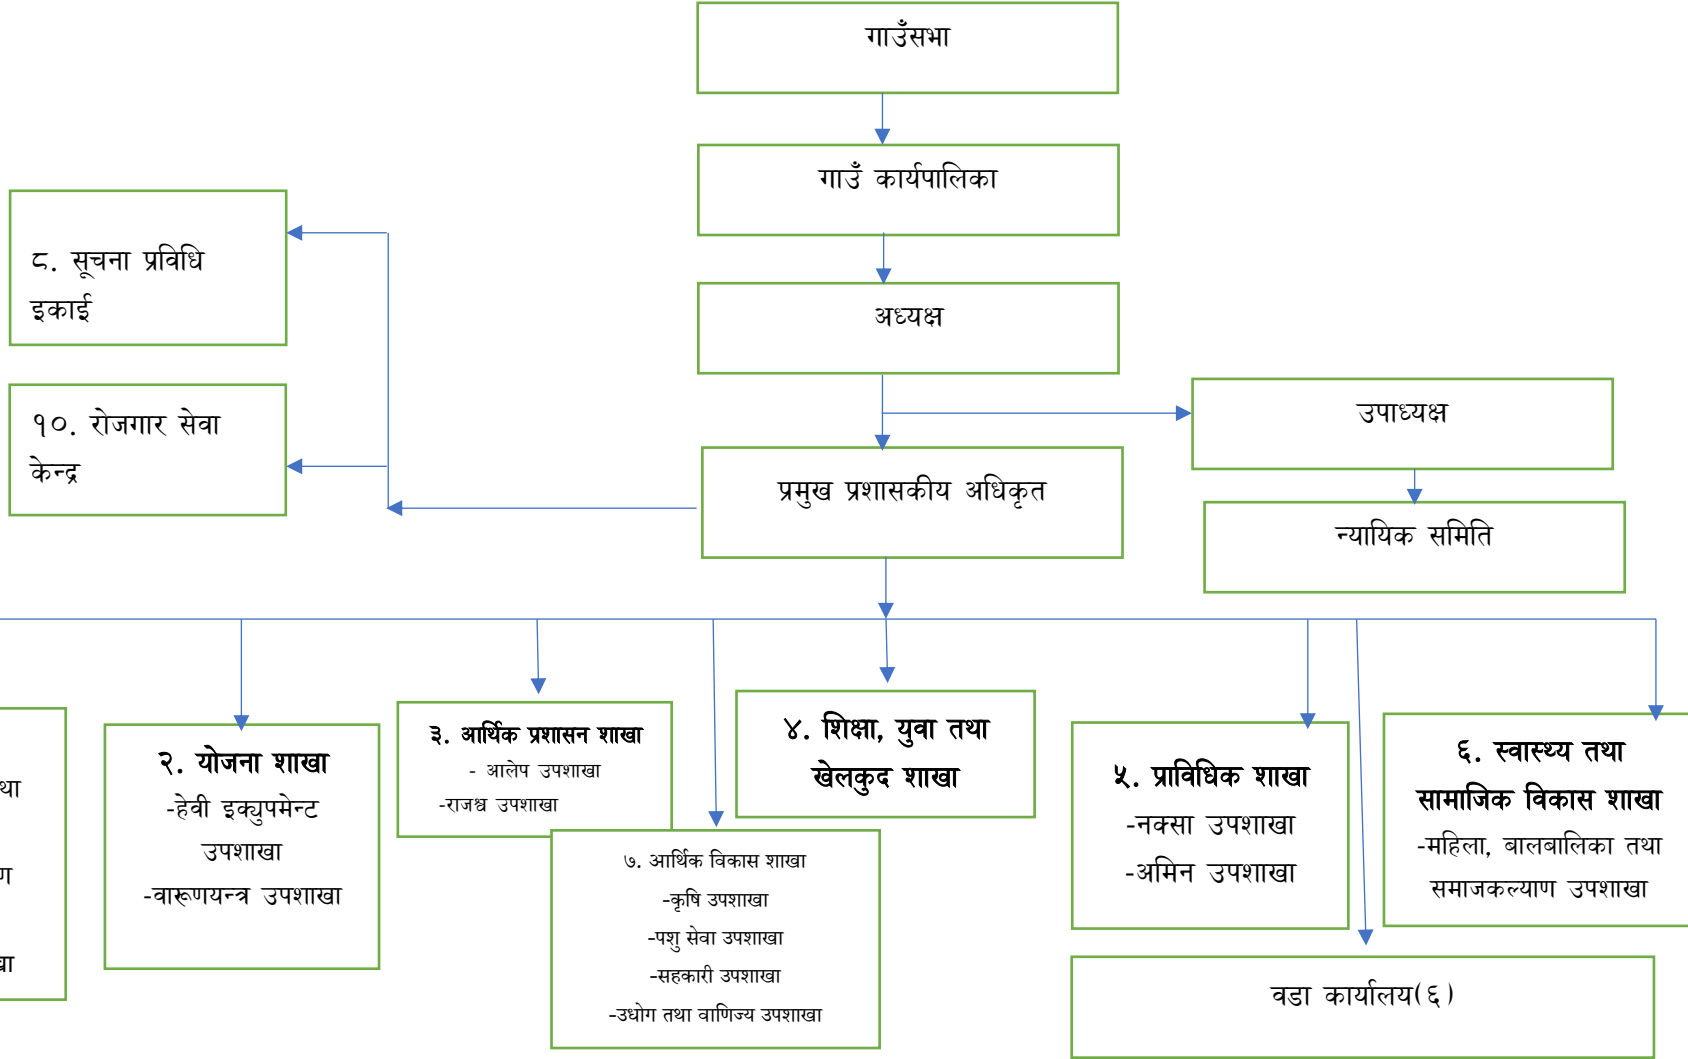 गाउँसभा
गाउँ कार्यपालिका
८. सूचना प्रविधि
इकाई
अध्यक्ष
१०. रोजगार सेवा
केन्द्र
उपाध्यक्ष
प्रमुख प्रशासकीय अधिकृत
न्यायिक समिति
२. योजना शाखा
-हेवी इक्युपमेन्ट
उपशाखा
-वारूणयन्त्र उपशाखा
३. आर्थिक प्रशासन शाखा
- आलेप उपशाखा
-राजश्व उपशाखा
७. आर्थिक विकास शाखा
-कृषि उपशाखा
-पशु सेवा उपशाखा
-सहकारी उपशाखा
-उधोग तथा वाणिज्य उपशाखा
४. शिक्षा, युवा तथा
खेलकुद शाखा
५. प्राविधिक शाखा
-नक्सा उपशाखा
-अमिन उपशाखा
६. स्वास्थ्य तथा
सामाजिक विकास शाखा
-महिला, बालबालिका तथा
समाजकल्याण उपशाखा
वडा कार्यालय(६)